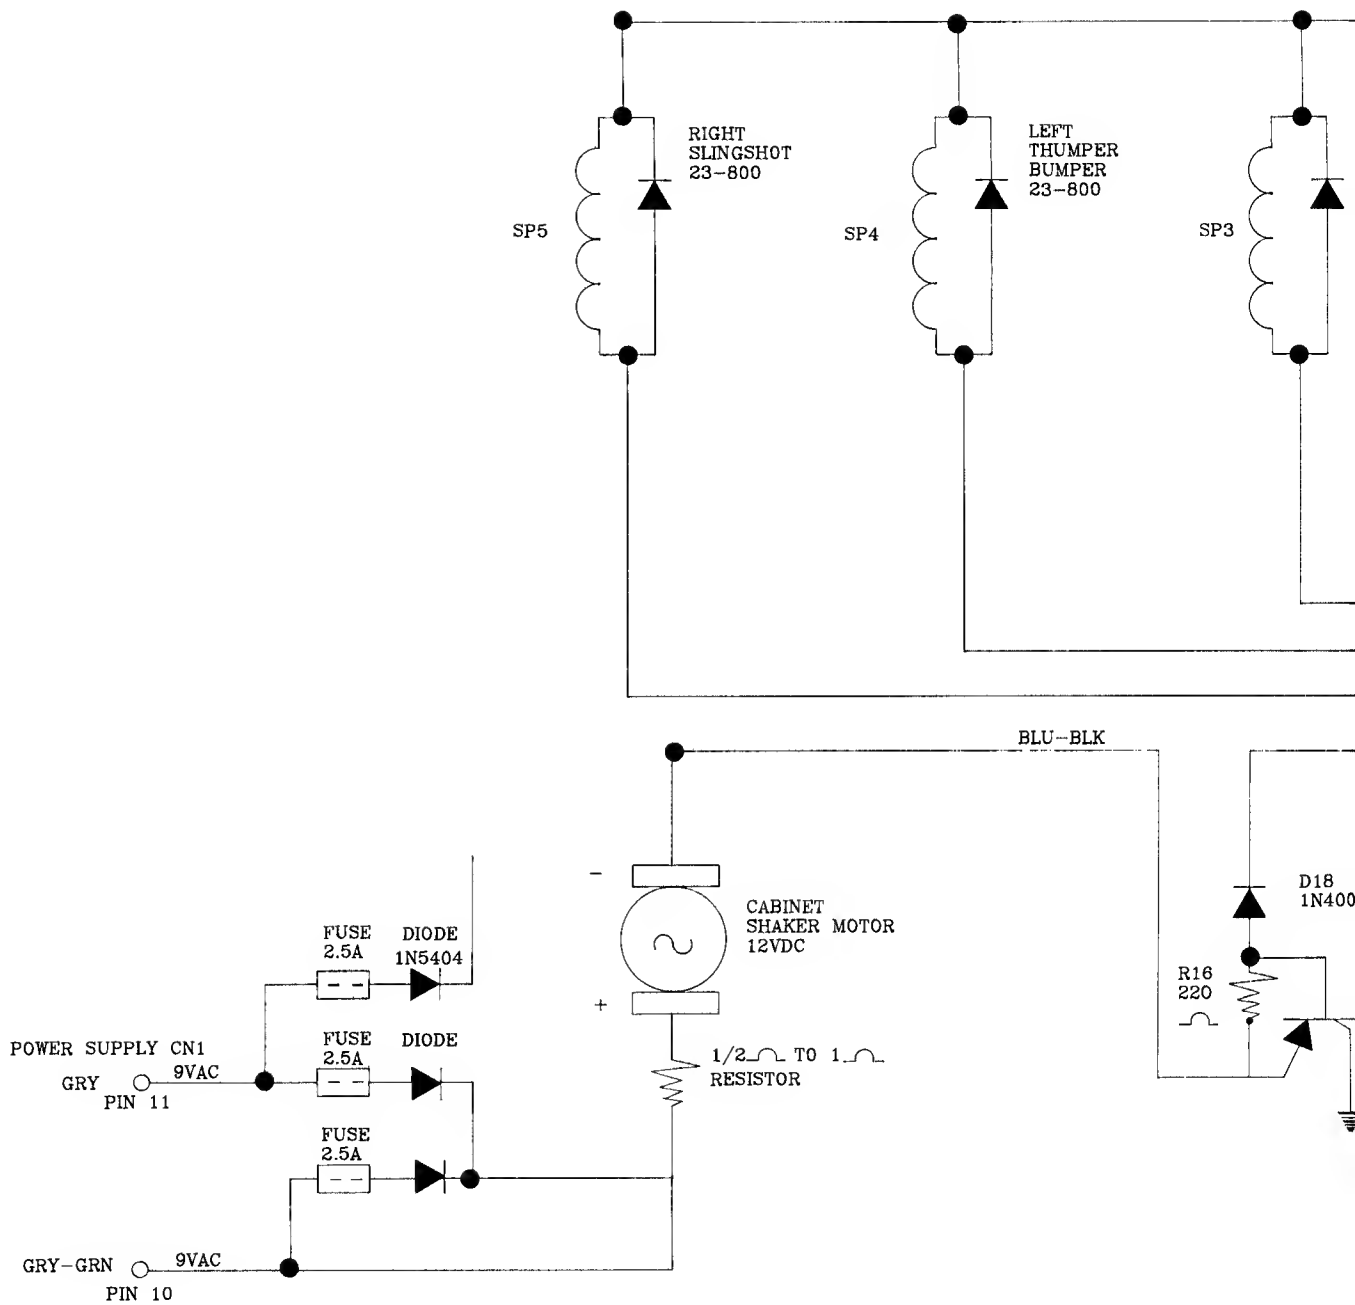 RIGHT
SLINGSHOT
23-800
SP5
LEFT
THUMPER
BUMPER
23-800
SP4
SP3
BLU-BLK
-
CABINET
SHAKER MOTOR
12VDC
+
D18
1N400
R16
220
FUSE
2.5A
DIODE
1N5404
POWER SUPPLY CN1
GRY
PIN 11
9VAC
FUSE
2.5A
DIODE
1/2 TO 1
RESISTOR
FUSE
2.5A
GRY-GRN
9VAC
PIN 10